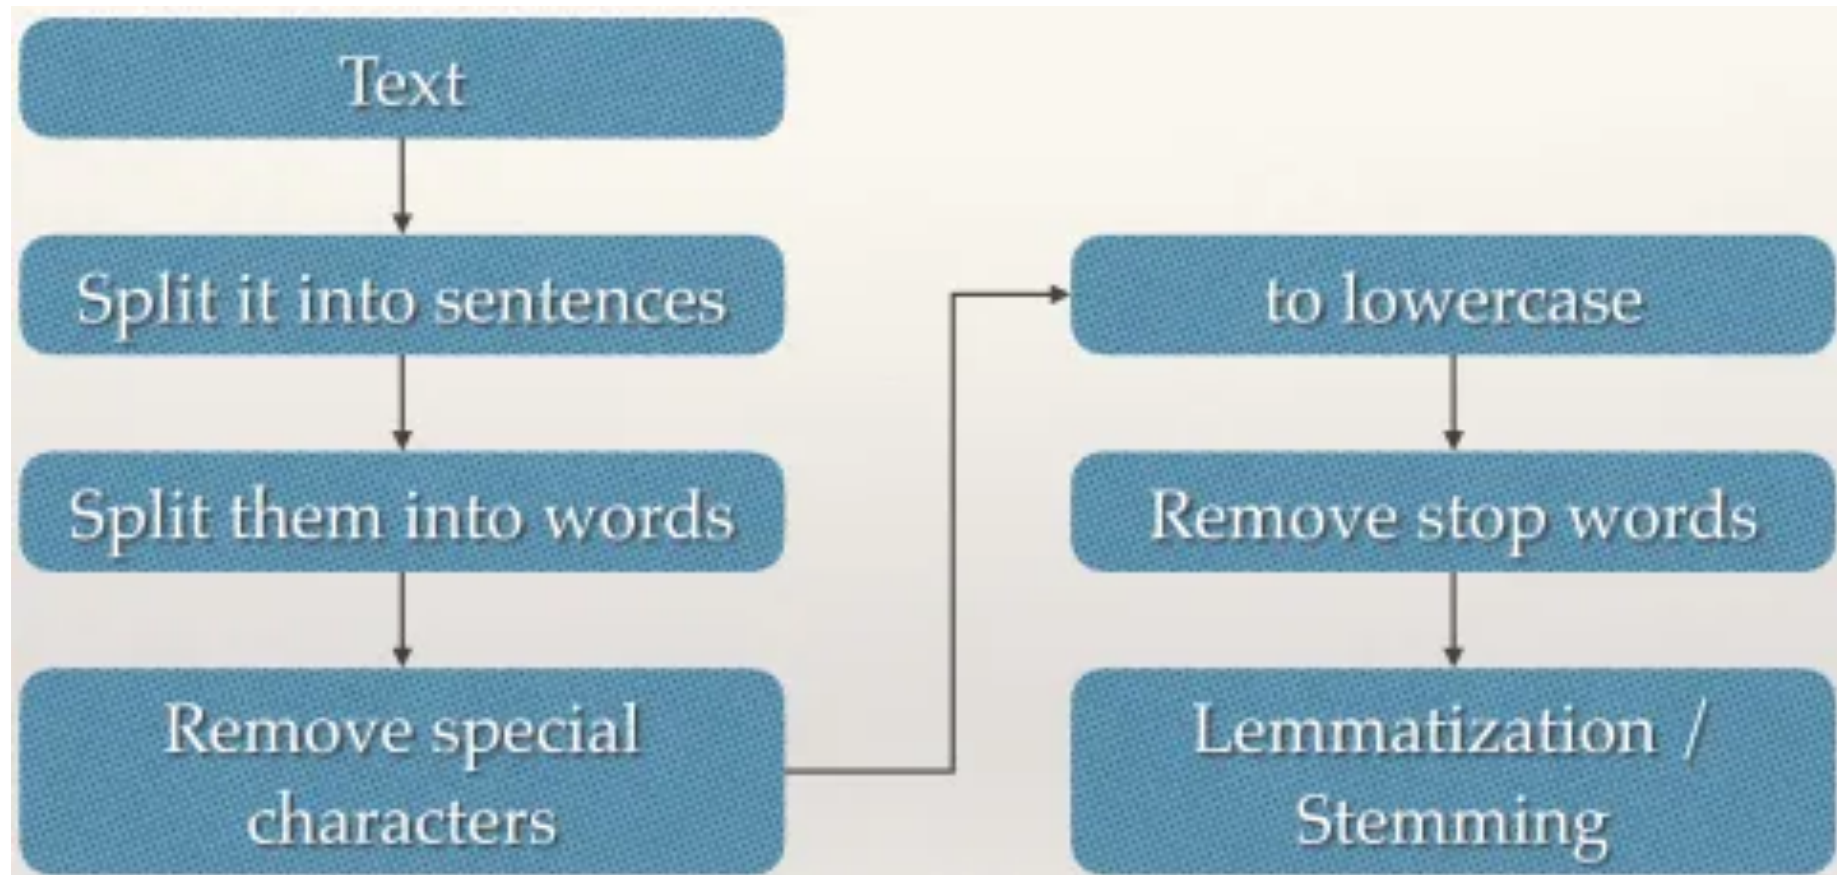 Text
Split it into sentences
Split them into words
Remove special
characters
to lowercase
Remove stop words
Lemmatization /
Stemming